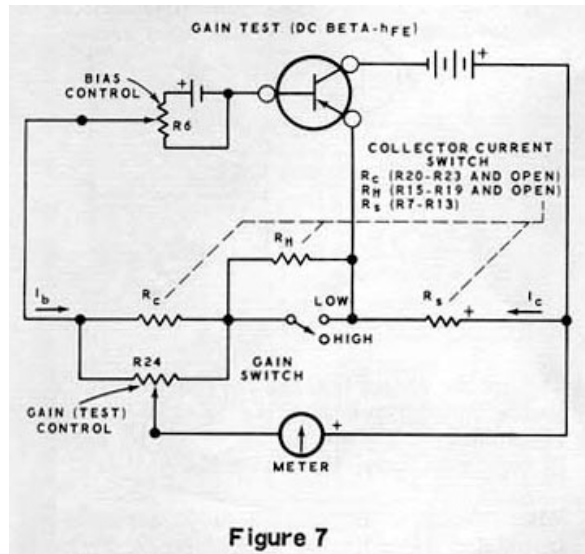 GAIN TEST (DC BETA-hFE)
BIAS
CONTROL
+
R6
+
COLLECTOR CURRENT
SWITCH
RC (R20-R23 AND OPEN)
RH (R15-R19 AND OPEN)
RS (R7-R13)
RH
Ib
RC
LOW
HIGH
RS
+
IC
R24
GAIN
SWITCH
GAIN (TEST)
CONTROL
+
METER
Figure 7